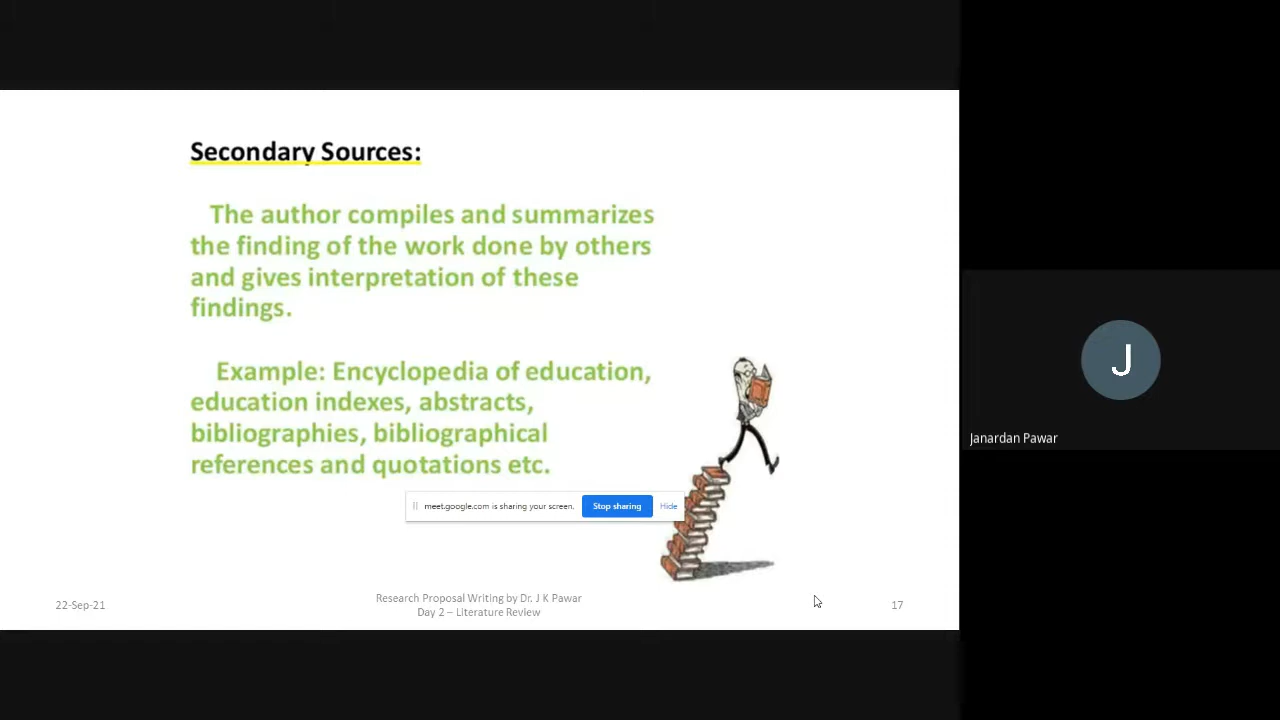 Secondary Sources:
The author compiles and summarizes
the finding of the work done by others
and gives interpretation of these
findings.
Example: Encyclopedia of education,
education indexes, abstracts,
bibliographies, bibliographical
references and quotations etc.
meet.google.com is sharing your screen. Stop sharing Hide
22-Sep-21
Research Proposal Writing by Dr. J K Pawar
Day 2 – Literature Review
17
J
Janardan Pawar